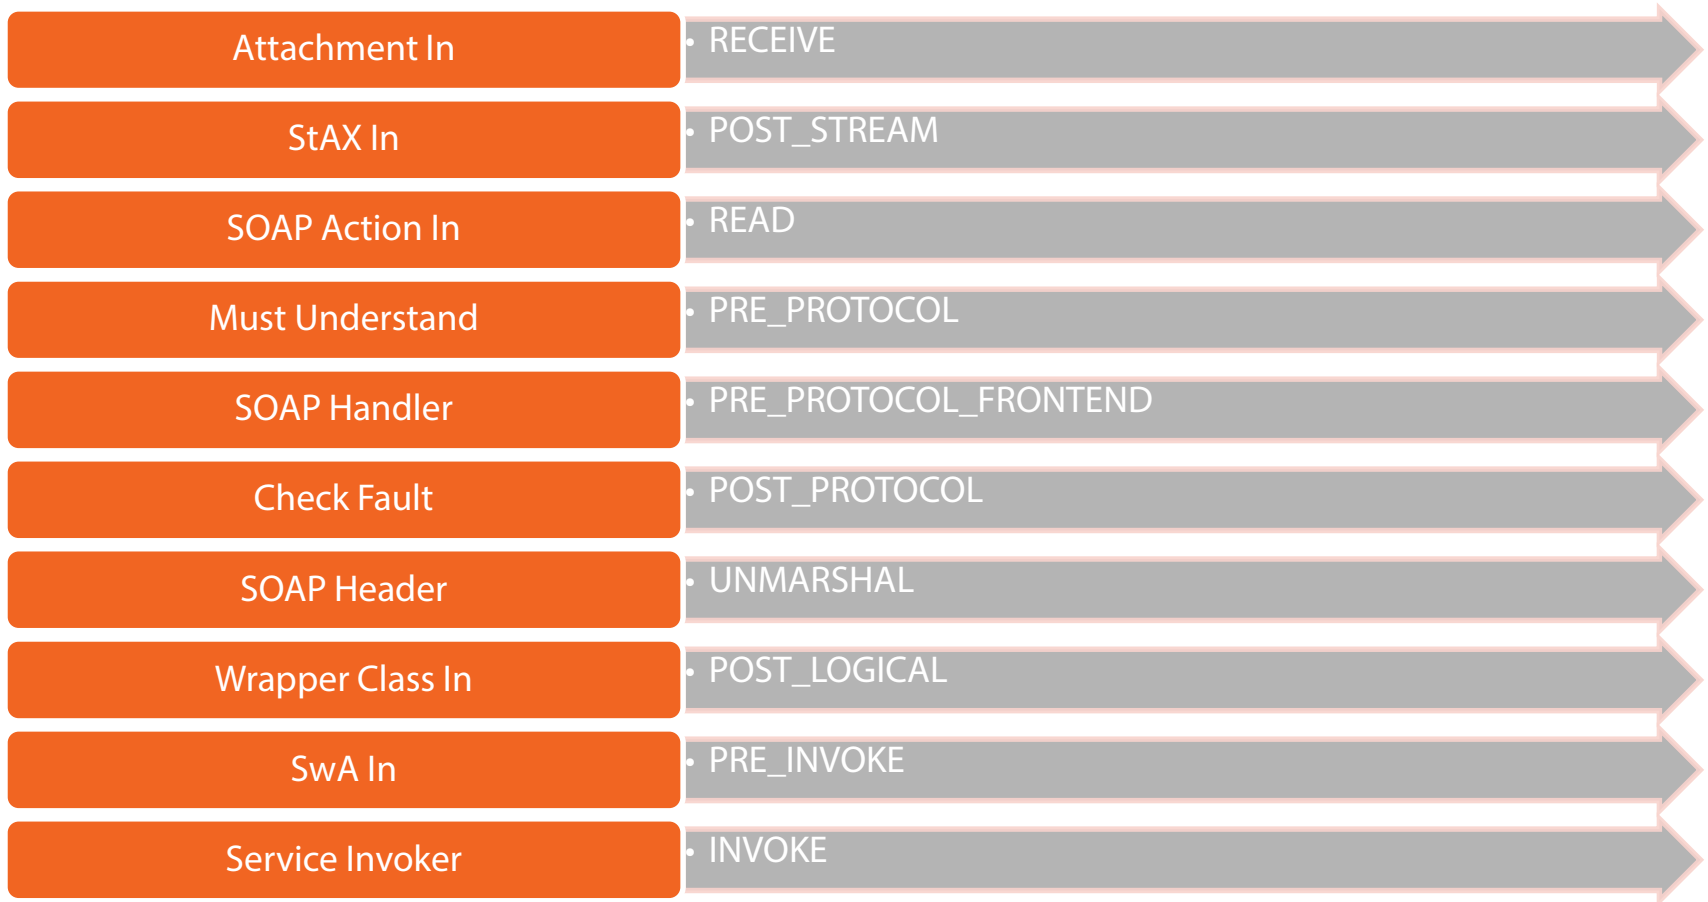 Attachment In
• RECEIVE
StAX In
• POST_STREAM
SOAP Action In
• READ
Must Understand
• PRE_PROTOCOL
SOAP Handler
• PRE_PROTOCOL_FRONTEND
Check Fault
• POST_PROTOCOL
SOAP Header
• UNMARSHAL
Wrapper Class In
• POST_LOGICAL
SwA In
• PRE_INVOKE
Service Invoker
• INVOKE